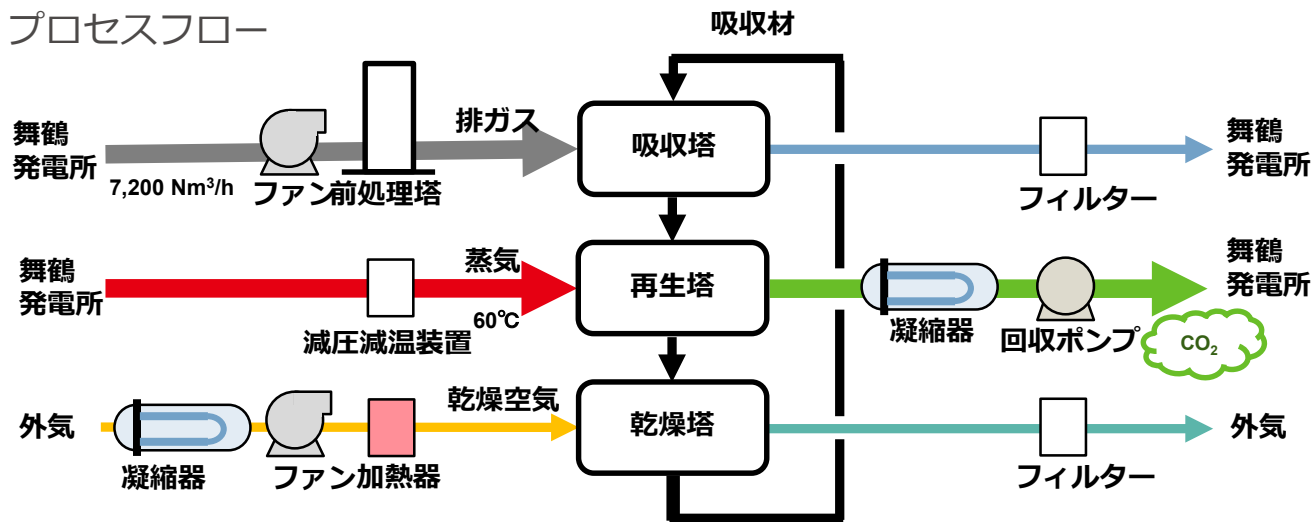 プロセスフロー
吸収材
舞鶴
発電所
7,200 Nm³/h
ファン
前処理塔
排ガス
吸収塔
フィルター
舞鶴
発電所
舞鶴
発電所
減圧減温装置
蒸気
60℃
再生塔
凝縮器
回収ポンプ
舞鶴
発電所
CO₂
外気
凝縮器
ファン
加熱器
乾燥空気
乾燥塔
フィルター
外気